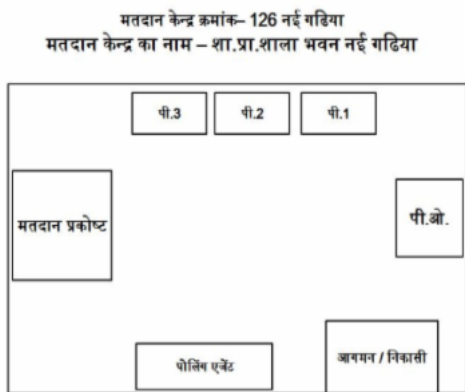 मतदान केन्द्र क्रमांक– 126 नई गढिया
मतदान केन्द्र का नाम – शा.प्रा.शाला भवन नई गढिया
पी.3 पी.2 पी.1
मतदान प्रकोष्ट
पी.ओ.
पोलिंग एजेंट
आगमन / निकासी